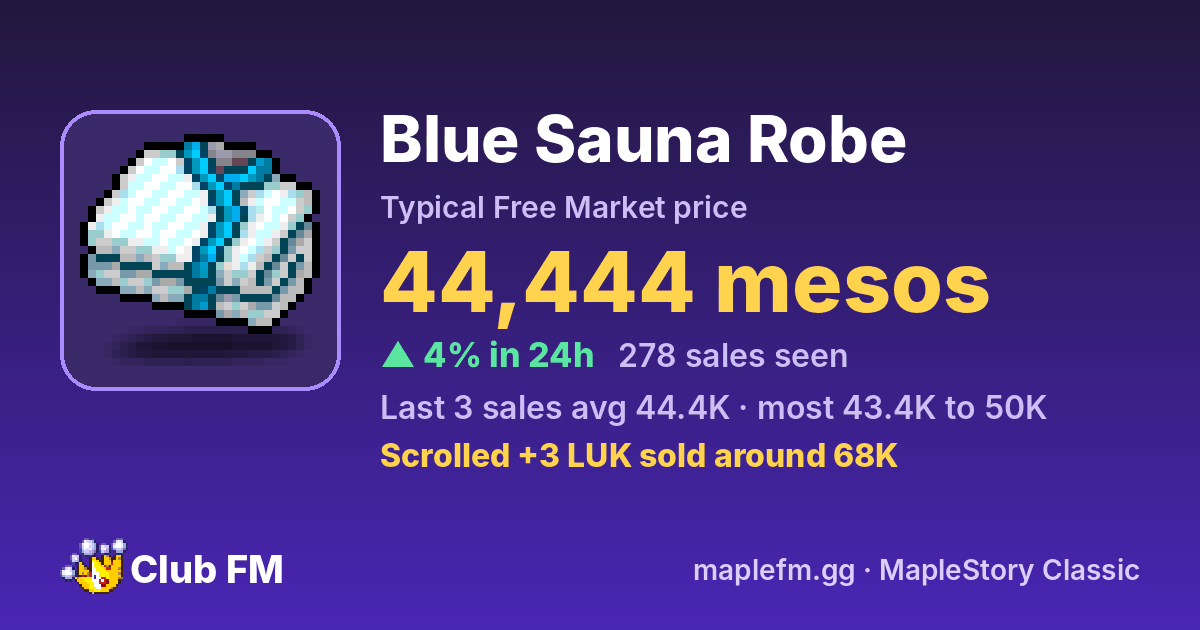 Blue Sauna Robe
Typical Free Market price
44,444 mesos
▲ 4% in 24h 278 sales seen
Last 3 sales avg 44.4K · most 43.4K to 50K
Scrolled +3 LUK sold around 68K
Club FM
maplefm.gg · MapleStory Classic